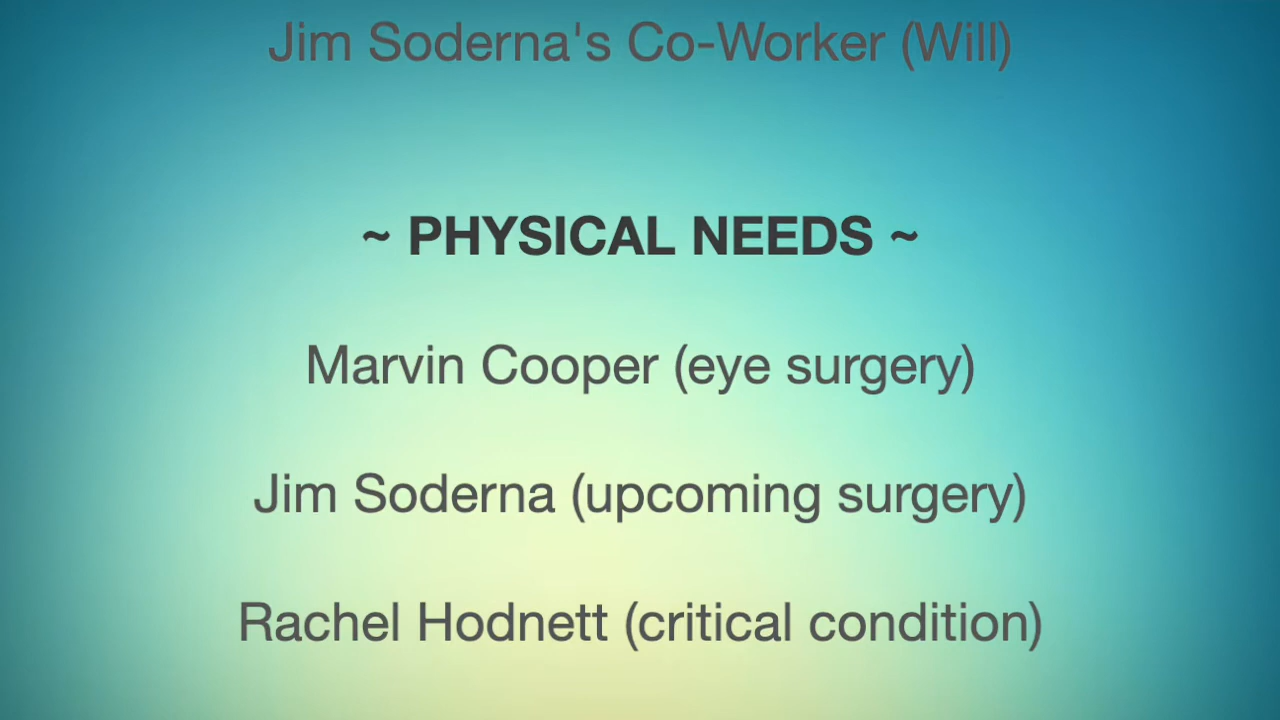 Jim Soderna's Co-Worker (Will)
~ PHYSICAL NEEDS ~
Marvin Cooper (eye surgery)
Jim Soderna (upcoming surgery)
Rachel Hodnett (critical condition)